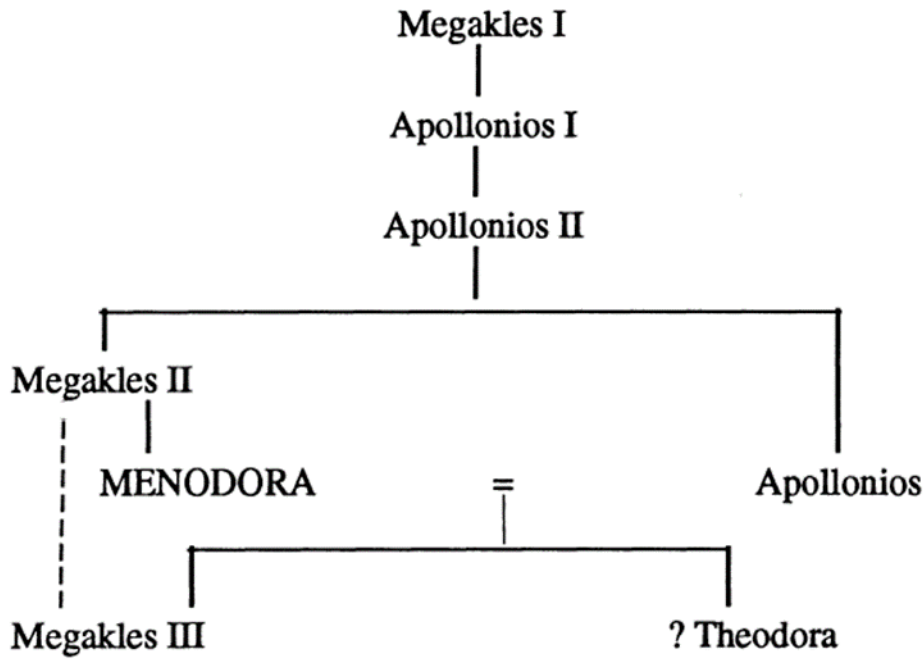 Megakles I
Apollonios I
Apollonios II
Megakles II
MENODORA = Apollonios
Megakles III ? Theodora